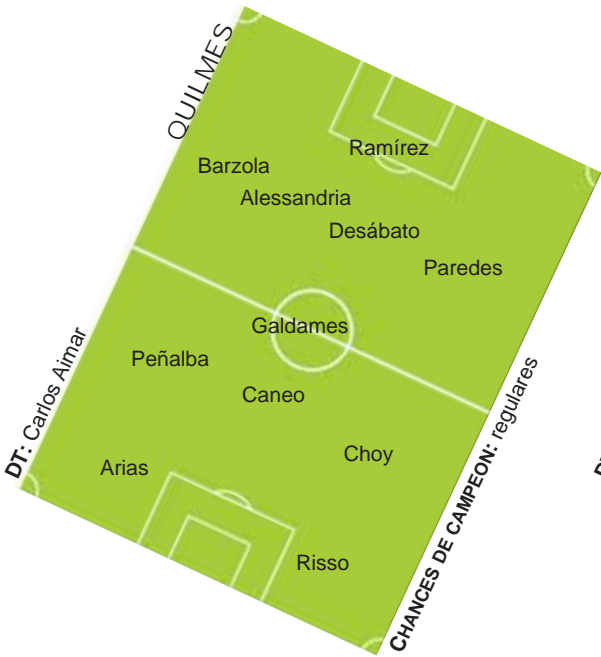 QUILMES
Ramírez
Barzola
Alessandria
Desábato
Paredes
Galdames
Peñalba
Caneo
Choy
Arias
Risso
DT: Carlos Aimar
CHANCES DE CAMPEON: regulares